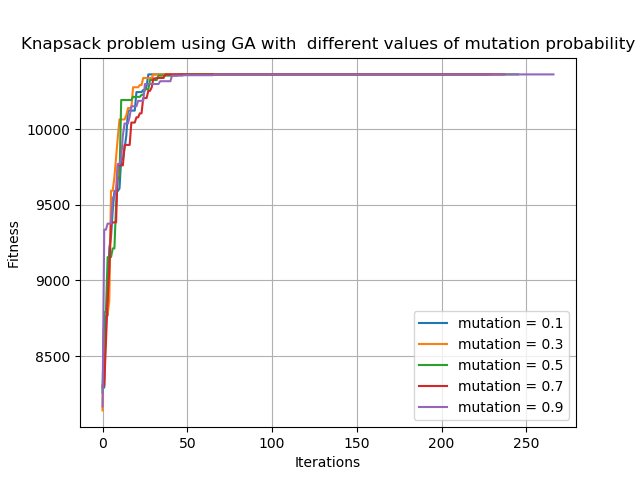 Knapsack problem using GA with  different values of mutation probability
10000
9500
9000
8500
Fitness
mutation = 0.1
mutation = 0.3
mutation = 0.5
mutation = 0.7
mutation = 0.9
0 50 100 150 200 250
Iterations